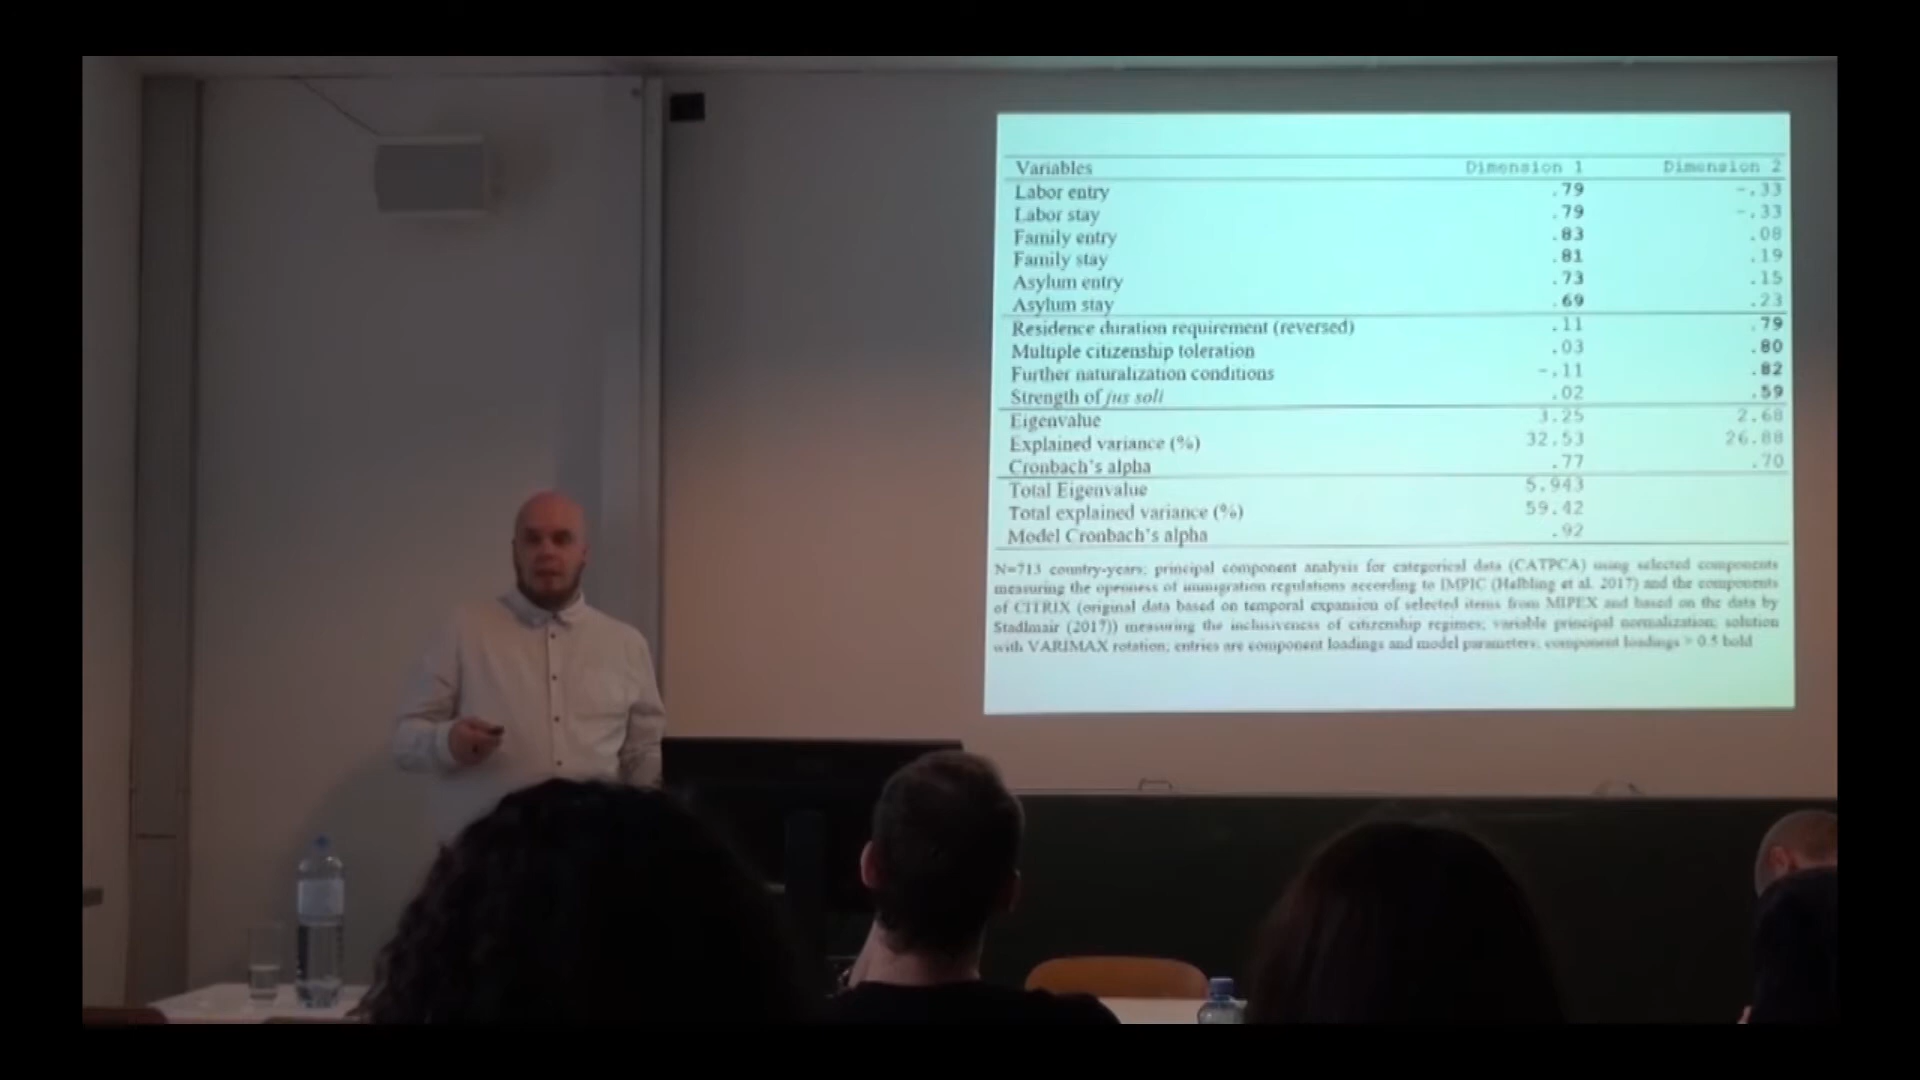 Variables Dimension 1 Dimension 2
Labor entry .79 -.33
Labor stay .79 -.33
Family entry .83 .08
Family stay .81 .19
Asylum entry .73 .15
Asylum stay .69 .23
Residence duration requirement (reversed) .11 .79
Multiple citizenship toleration .03 .80
Further naturalization conditions -.11 .82
Strength of jus soli .02 .59
Eigenvalue 3.25 2.68
Explained variance (%) 32.53 26.88
Cronbach's alpha .77 .70
Total Eigenvalue 5.943
Total explained variance (%) 59.42
Model Cronbach's alpha .92
N=713 country-years; principal component analysis for categorical data (CATPCA) using selected components
measuring the openness of immigration regulations according to IMPIC (Helbling et al. 2017) and the components
of CITRIX (original data based on temporal expansion of selected items from MIPEX and based on the data by
Stadlmair (2017)) measuring the inclusiveness of citizenship regimes; variable principal normalization; solution
with VARIMAX rotation; entries are component loadings and model parameters; component loadings > 0.5 bold